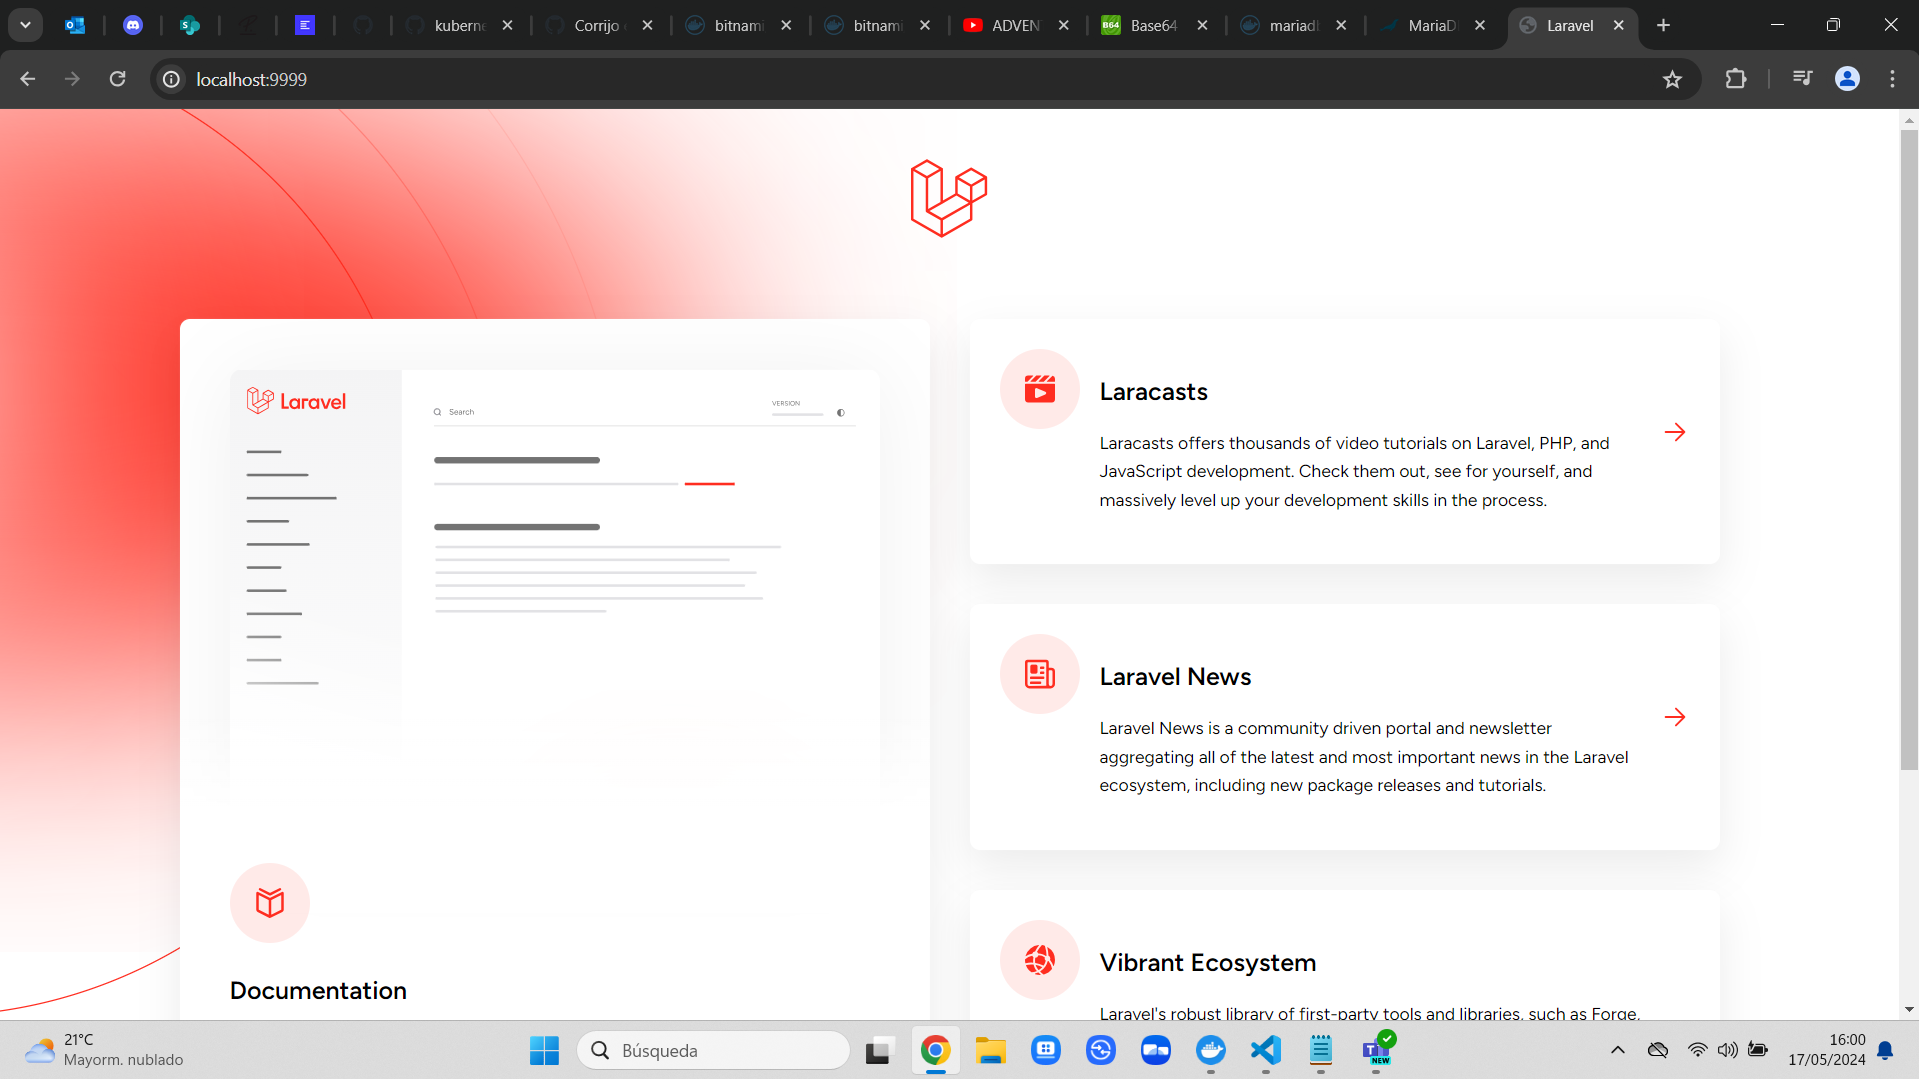 kuberne
Corrijo
bitnami
bitnami
ADVEN
B64
Base64
mariadb
MariaD
Laravel
localhost:9999
Laravel
Search
VERSION
Documentation
Laracasts
Laracasts offers thousands of video tutorials on Laravel, PHP, and
JavaScript development. Check them out, see for yourself, and
massively level up your development skills in the process.
Laravel News
Laravel News is a community driven portal and newsletter
aggregating all of the latest and most important news in the Laravel
ecosystem, including new package releases and tutorials.
Vibrant Ecosystem
Laravel's robust library of first-party tools and libraries, such as Forge,
21°C
Mayorm. nublado
Búsqueda
NEW
16:00
17/05/2024